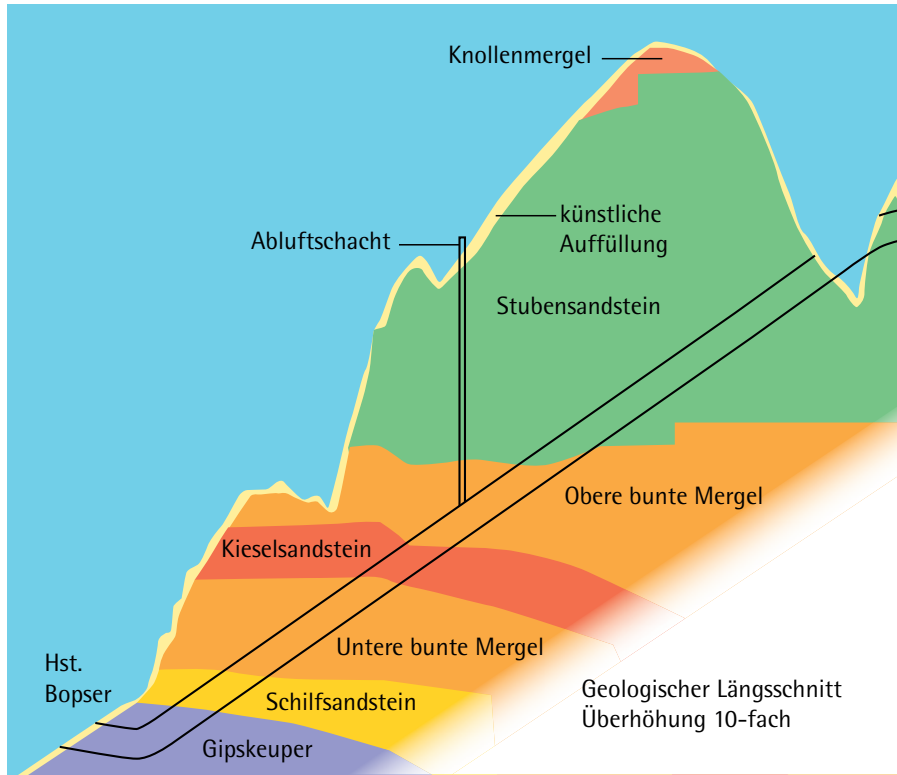 Knollenmergel
künstliche
Auffüllung
Abluftschacht
Stubensandstein
Obere bunte Mergel
Kieselsandstein
Untere bunte Mergel
Hst.
Bopser
Schilfsandstein
Geologischer Längsschnitt
Überhöhung 10-fach
Gipskeuper